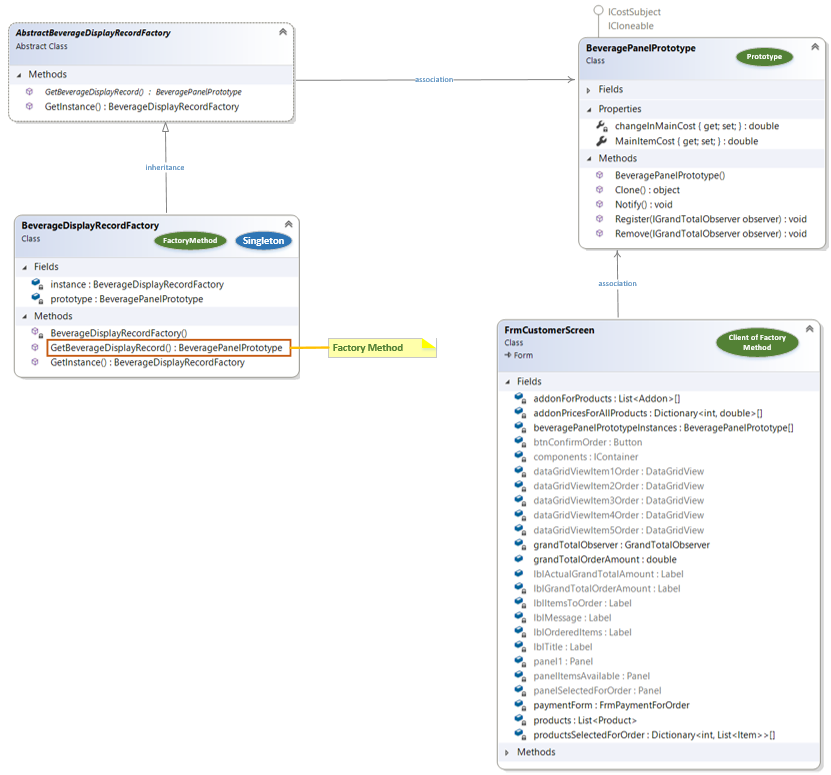 AbstractBeverageDisplayRecordFactory
Abstract Class
Methods
GetBeverageDisplayRecord() : BeveragePanelPrototype
GetInstance() : BeverageDisplayRecordFactory
association
ICostSubject
ICloneable
BeveragePanelPrototype
Class
Prototype
Fields
Properties
changeInMainCost { get; set; } : double
MainItemCost { get; set; } : double
Methods
BeveragePanelPrototype()
Clone() : object
Notify() : void
Register(IGrandTotalObserver observer) : void
Remove(IGrandTotalObserver observer) : void
inheritance
BeverageDisplayRecordFactory
Class
FactoryMethod
Singleton
Fields
instance : BeverageDisplayRecordFactory
prototype : BeveragePanelPrototype
Methods
BeverageDisplayRecordFactory()
GetBeverageDisplayRecord() : BeveragePanelPrototype
GetInstance() : BeverageDisplayRecordFactory
Factory Method
association
FrmCustomerScreen
Class
Form
Client of Factory
Method
Fields
addonForProducts : List<Addon>[]
addonPricesForAllProducts : Dictionary<int, double>[]
beveragePanelPrototypeInstances : BeveragePanelPrototype[]
btnConfirmOrder : Button
components : IContainer
dataGridViewItem1Order : DataGridView
dataGridViewItem2Order : DataGridView
dataGridViewItem3Order : DataGridView
dataGridViewItem4Order : DataGridView
dataGridViewItem5Order : DataGridView
grandTotalObserver : GrandTotalObserver
grandTotalOrderAmount : double
lblActualGrandTotalAmount : Label
lblGrandTotalOrderAmount : Label
lblItemsToOrder : Label
lblMessage : Label
lblOrderedItems : Label
lblTitle : Label
panel1 : Panel
panelItemsAvailable : Panel
panelSelectedForOrder : Panel
paymentForm : FrmPaymentForOrder
products : List<Product>
productsSelectedForOrder : Dictionary<int, List<Item>>[]
Methods